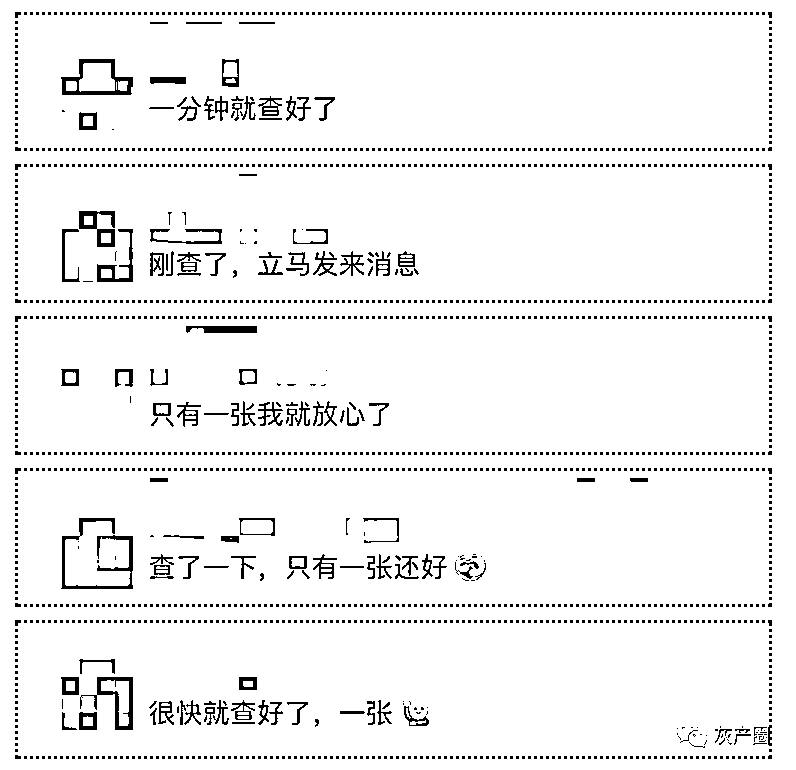 一分钟就查好了
刚查了，立马发来消息
只有一张我就放心了
查了一下，只有一张还好
很快就查好了，一张
灰产圈